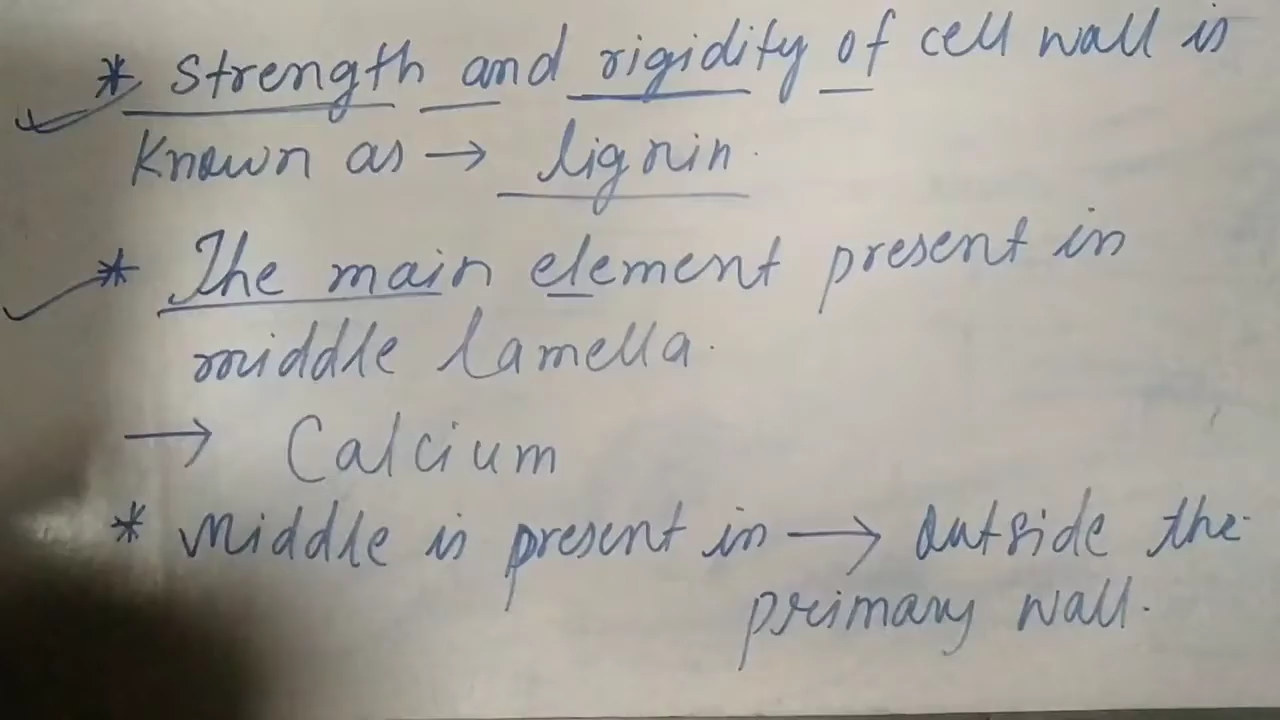 * Strength and rigidity of cell wall is
Known as → lignin.
* The main element present in
middle lamella.
→ Calcium
* Middle is present in → outside the
primary wall.